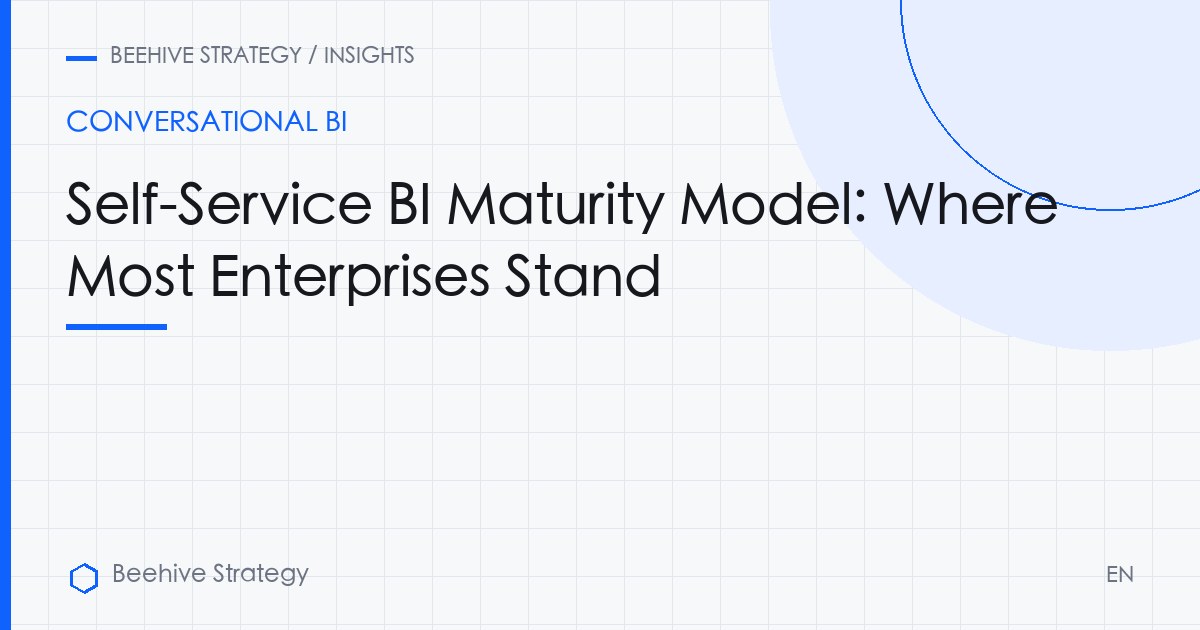 BEEHIVE STRATEGY / INSIGHTS
CONVERSATIONAL BI
Self-Service BI Maturity Model: Where
Most Enterprises Stand
Beehive Strategy
EN